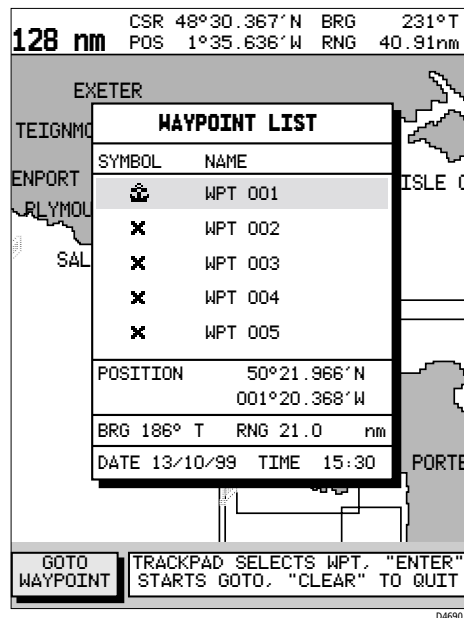 128 nm
CSR 48°30.367'N BRG 231°T
POS 1°35.636'W RNG 40.91nm
EXETER
TEIGNMO
ENPORT
PLYMOU
SAL
ISLE O
PORTE
WAYPOINT LIST
SYMBOL NAME
WPT 001
WPT 002
WPT 003
WPT 004
WPT 005
POSITION 50°21.966'N
001°20.368'W
BRG 186° T RNG 21.0 nm
DATE 13/10/99 TIME 15:30
GOTO WAYPOINT
TRACKPAD SELECTS WPT, "ENTER"
STARTS GOTO, "CLEAR" TO QUIT
D4690